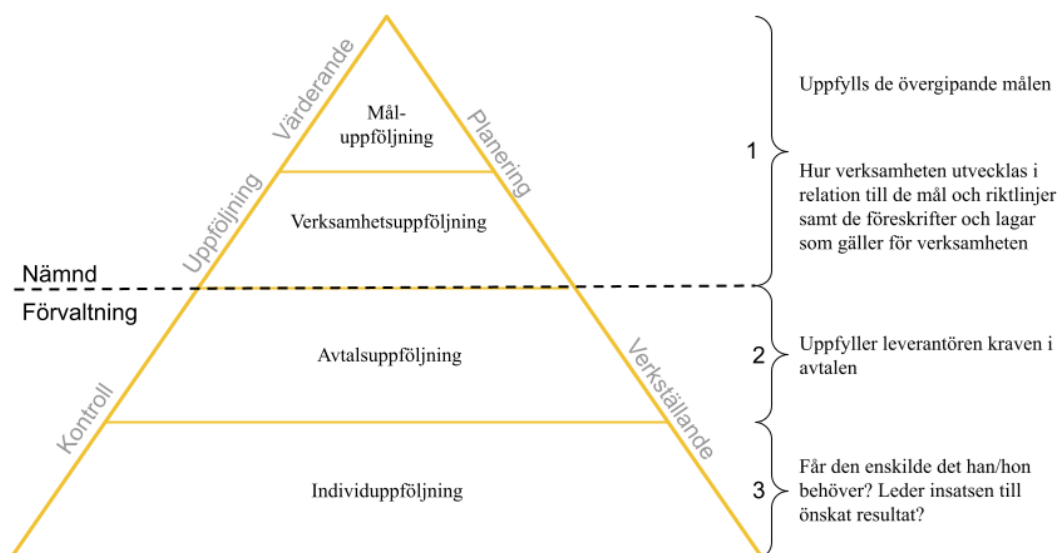 Värderande
Uppföljning
Kontroll
Planering
Verkställande
Mål-
uppföljning
Verksamhetsuppföljning
Nämnd
Förvaltning
Avtalsuppföljning
Individuppföljning
1
Uppfylls de övergipande målen
Hur verksamheten utvecklas i
relation till de mål och riktlinjer
samt de föreskrifter och lagar
som gäller för verksamheten
2
Uppfyller leverantören kraven i
avtalen
3
Får den enskilde det han/hon
behöver? Leder insatsen till
önskat resultat?